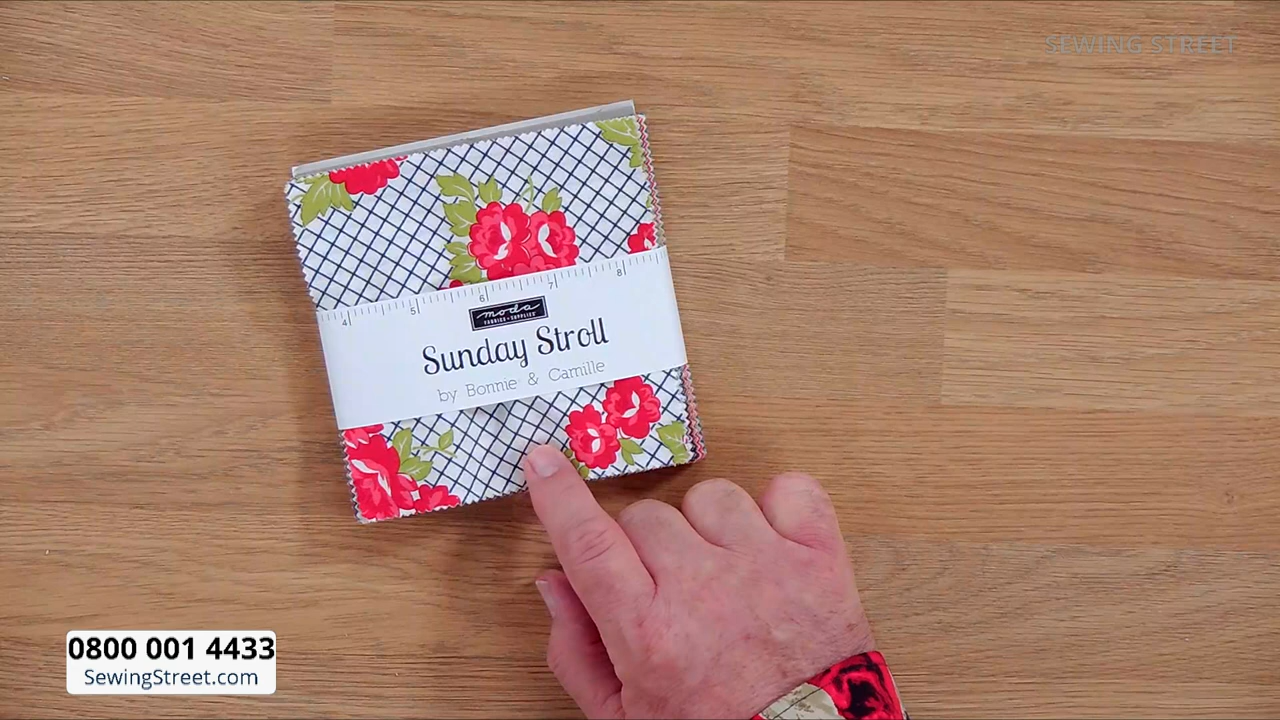 SEWING STREET
4 5 6 7 8
moda
FABRICS + SUPPLIES
Sunday Stroll
by Bonnie & Camille
0800 001 4433
SewingStreet.com